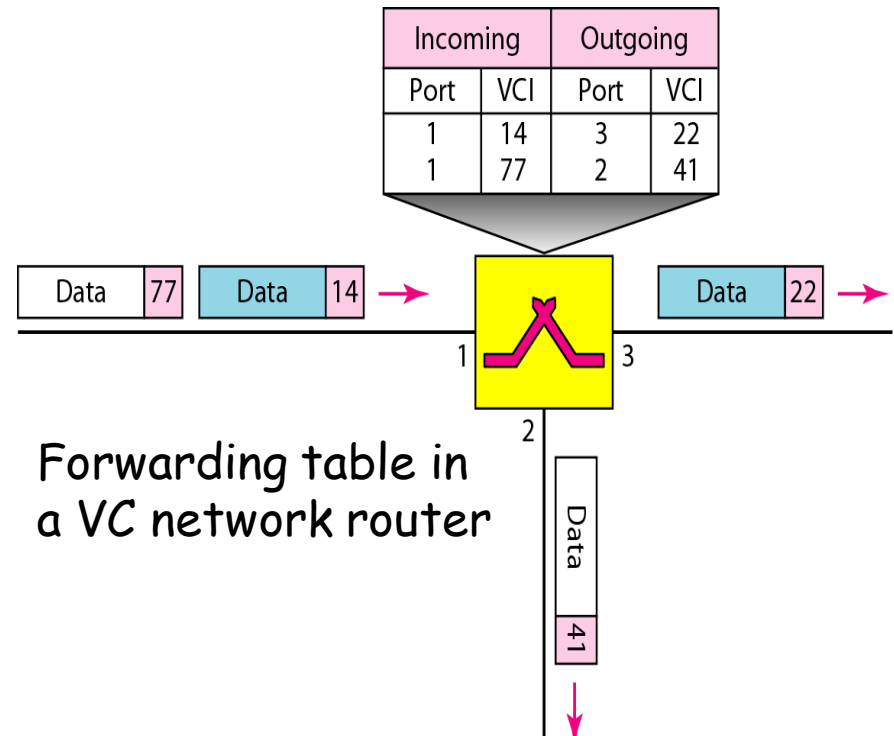 Incoming Outgoing
Port VCI Port VCI
1 14 3 22
1 77 2 41
Data 77 Data 14 Data 22
1 3
2
Forwarding table in
a VC network router
Data 41